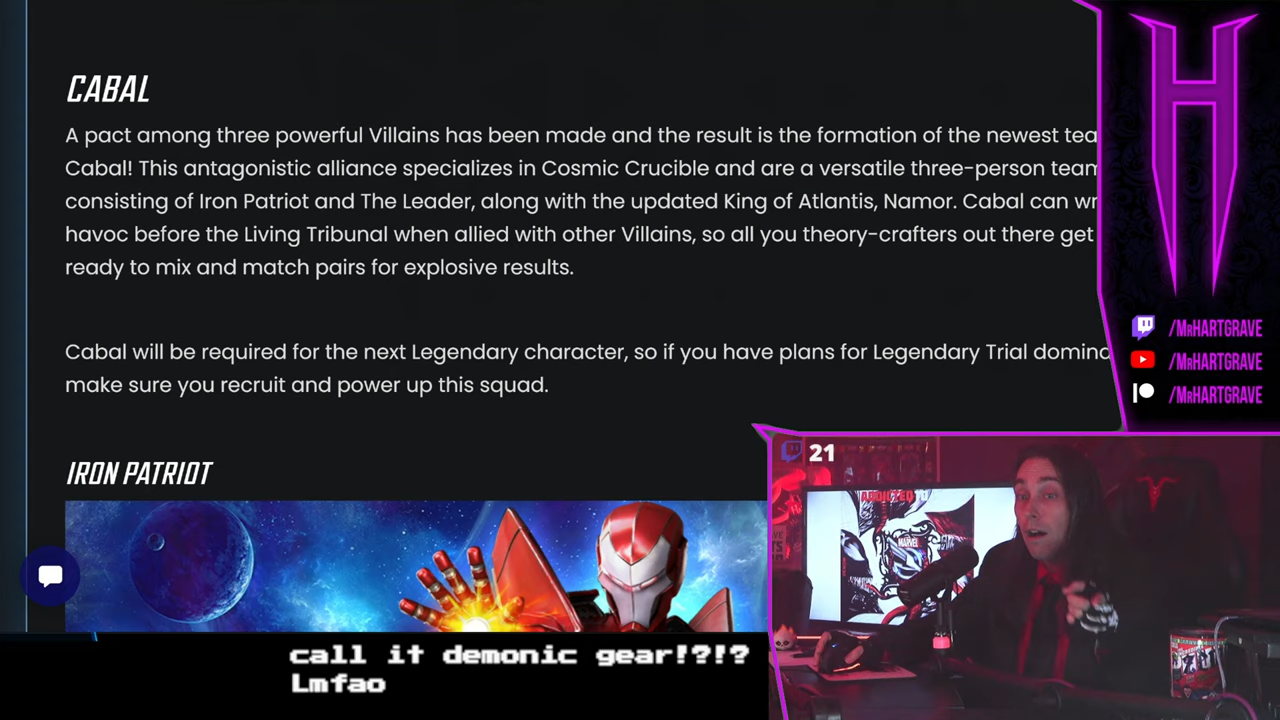 CABAL
A pact among three powerful Villains has been made and the result is the formation of the newest tea
Cabal! This antagonistic alliance specializes in Cosmic Crucible and are a versatile three-person team
consisting of Iron Patriot and The Leader, along with the updated King of Atlantis, Namor. Cabal can wr
havoc before the Living Tribunal when allied with other Villains, so all you theory-crafters out there get
ready to mix and match pairs for explosive results.
Cabal will be required for the next Legendary character, so if you have plans for Legendary Trial domina
make sure you recruit and power up this squad.
IRON PATRIOT
call it demonic gear!?!?
Lmfao
H
/MRHARTGRAVE
/MRHARTGRAVE
/MRHARTGRAVE
21
ADDICTED
MARVEL